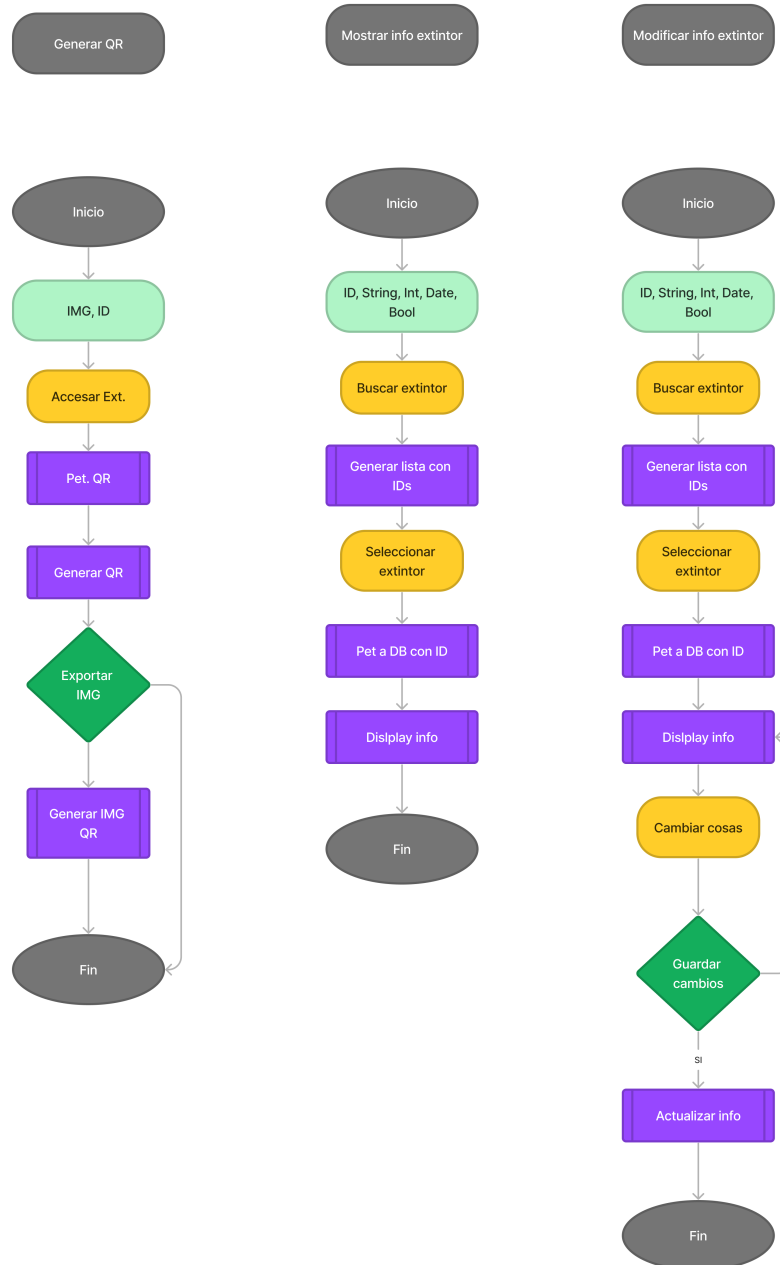 Generar QR
Inicio
IMG, ID
Accesar Ext.
Pet. QR
Generar QR
Exportar
IMG
Generar IMG
QR
Fin
Mostrar info extintor
Inicio
ID, String, Int, Date,
Bool
Buscar extintor
Generar lista con
IDs
Seleccionar
extintor
Pet a DB con ID
Dislplay info
Fin
Modificar info extintor
Inicio
ID, String, Int, Date,
Bool
Buscar extintor
Generar lista con
IDs
Seleccionar
extintor
Pet a DB con ID
Dislplay info
Cambiar cosas
Guardar
cambios
SI
Actualizar info
Fin